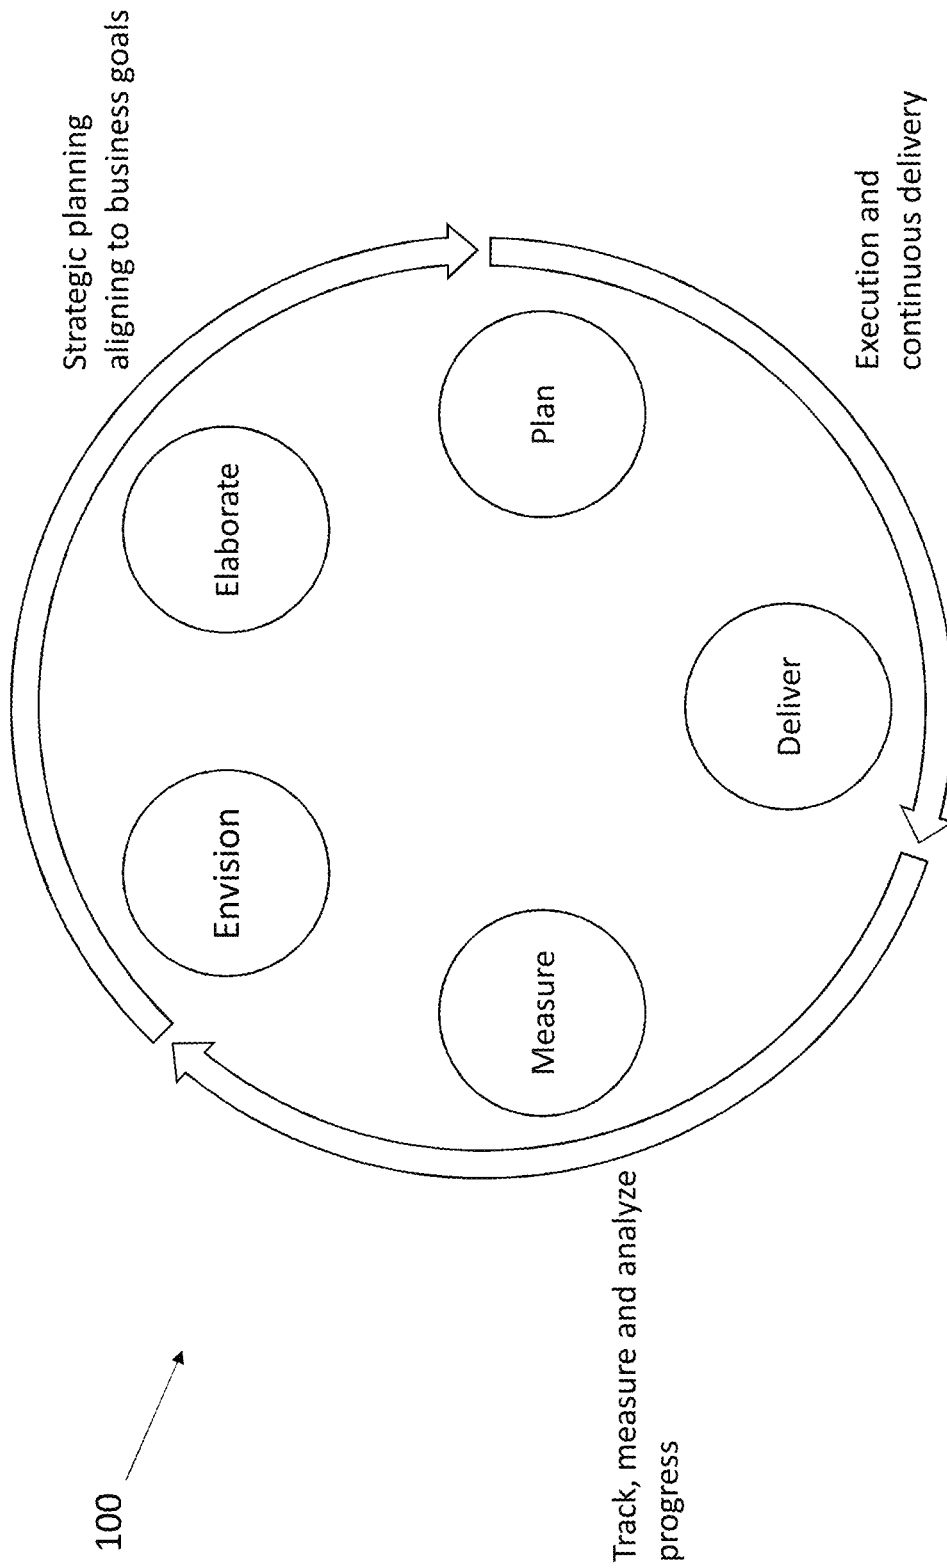 100
Strategic planning
aligning to business goals
Envision
Elaborate
Measure
Plan
Track, measure and analyze
progress
Deliver
Execution and
continuous delivery